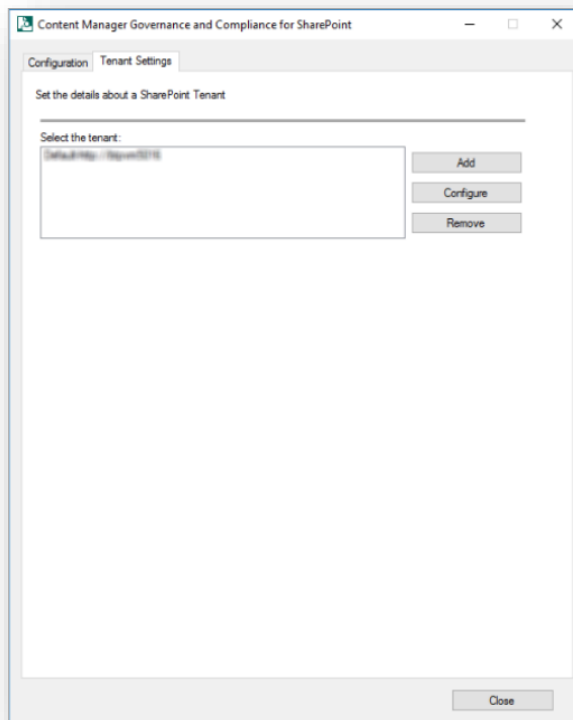 Content Manager Governance and Compliance for SharePoint
Configuration
Tenant Settings
Set the details about a SharePoint Tenant
Select the tenant:
Add
Configure
Remove
Close